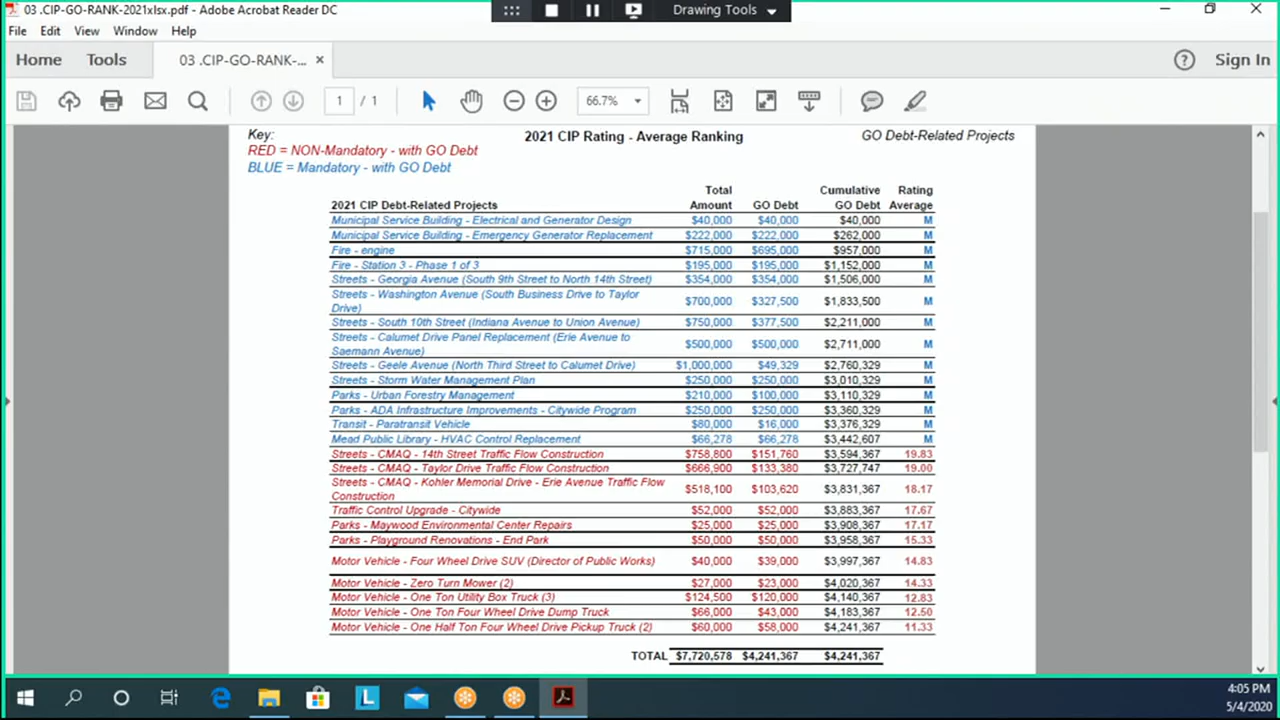 03 .CIP-GO-RANK-2021xlsx.pdf - Adobe Acrobat Reader DC
Drawing Tools
File Edit View Window Help
Home Tools 03 .CIP-GO-RANK-... × Sign In
1 / 1 66.7%
Key:
2021 CIP Rating - Average Ranking
GO Debt-Related Projects
RED = NON-Mandatory - with GO Debt
BLUE = Mandatory - with GO Debt
Total Cumulative Rating
2021 CIP Debt-Related Projects Amount GO Debt GO Debt Average
Municipal Service Building - Electrical and Generator Design $40,000 $40,000 $40,000 M
Municipal Service Building - Emergency Generator Replacement $222,000 $222,000 $262,000 M
Fire - engine $715,000 $695,000 $957,000 M
Fire - Station 3 - Phase 1 of 3 $195,000 $195,000 $1,152,000 M
Streets - Georgia Avenue (South 9th Street to North 14th Street) $354,000 $354,000 $1,506,000 M
Streets - Washington Avenue (South Business Drive to Taylor
Drive) $700,000 $327,500 $1,833,500 M
Streets - South 10th Street (Indiana Avenue to Union Avenue) $750,000 $377,500 $2,211,000 M
Streets - Calumet Drive Panel Replacement (Erie Avenue to
Saemann Avenue) $500,000 $500,000 $2,711,000 M
Streets - Geele Avenue (North Third Street to Calumet Drive) $1,000,000 $49,329 $2,760,329 M
Streets - Storm Water Management Plan $250,000 $250,000 $3,010,329 M
Parks - Urban Forestry Management $210,000 $100,000 $3,110,329 M
Parks - ADA Infrastructure Improvements - Citywide Program $250,000 $250,000 $3,360,329 M
Transit - Paratransit Vehicle $80,000 $16,000 $3,376,329 M
Mead Public Library - HVAC Control Replacement $66,278 $66,278 $3,442,607 M
Streets - CMAQ - 14th Street Traffic Flow Construction $758,800 $151,760 $3,594,367 19.83
Streets - CMAQ - Taylor Drive Traffic Flow Construction $666,900 $133,380 $3,727,747 19.00
Streets - CMAQ - Kohler Memorial Drive - Erie Avenue Traffic Flow
Construction $518,100 $103,620 $3,831,367 18.17
Traffic Control Upgrade - Citywide $52,000 $52,000 $3,883,367 17.67
Parks - Maywood Environmental Center Repairs $25,000 $25,000 $3,908,367 17.17
Parks - Playground Renovations - End Park $50,000 $50,000 $3,958,367 15.33
Motor Vehicle - Four Wheel Drive SUV (Director of Public Works) $40,000 $39,000 $3,997,367 14.83
Motor Vehicle - Zero Turn Mower (2) $27,000 $23,000 $4,020,367 14.33
Motor Vehicle - One Ton Utility Box Truck (3) $124,500 $120,000 $4,140,367 12.83
Motor Vehicle - One Ton Four Wheel Drive Dump Truck $66,000 $43,000 $4,183,367 12.50
Motor Vehicle - One Half Ton Four Wheel Drive Pickup Truck (2) $60,000 $58,000 $4,241,367 11.33
TOTAL $7,720,578 $4,241,367 $4,241,367
4:05 PM
5/4/2020